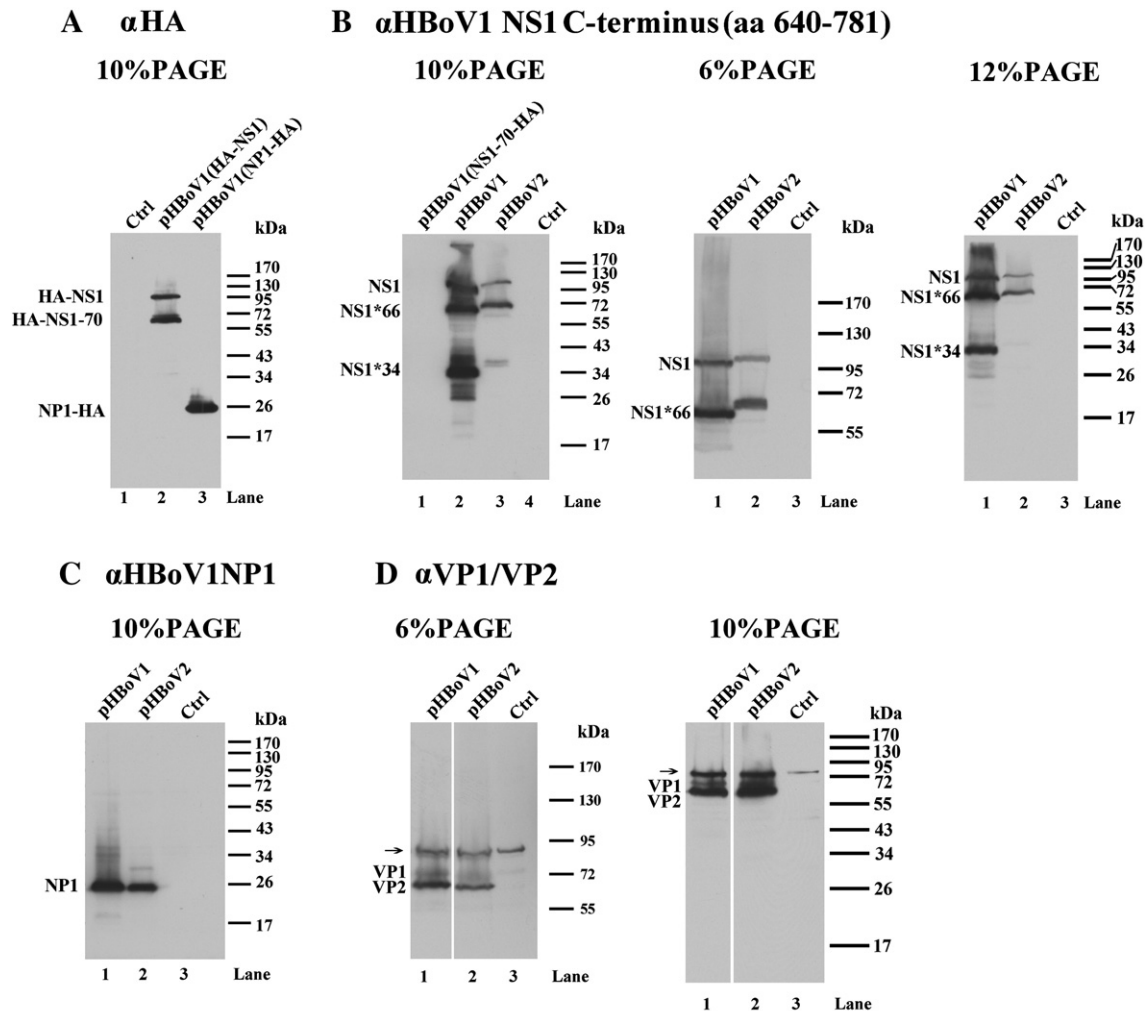 A αHA
10%PAGE
Ctrl
pHBoV1(HA-NS1)
pHBoV1(NP1-HA)
kDa
170
130
95
72
55
43
34
26
17
HA-NS1
HA-NS1-70
NP1-HA
1 2 3 Lane
B αHBoV1 NS1 C-terminus (aa 640-781)
10%PAGE
pHBoV1(NS1-70-HA)
pHBoV1
pHBoV2
Ctrl
kDa
170
130
95
72
55
43
34
26
17
NS1
NS1*66
NS1*34
1 2 3 4 Lane
6%PAGE
pHBoV1
pHBoV2
Ctrl
kDa
170
130
95
72
55
NS1
NS1*66
1 2 3 Lane
12%PAGE
pHBoV1
pHBoV2
Ctrl
kDa
170
130
95
72
55
43
34
26
17
NS1
NS1*66
NS1*34
1 2 3 Lane
C αHBoV1NP1
10%PAGE
pHBoV1
pHBoV2
Ctrl
kDa
170
130
95
72
55
43
34
26
17
NP1
1 2 3 Lane
D αVP1/VP2
6%PAGE
pHBoV1
pHBoV2
Ctrl
kDa
170
130
95
72
55
→
VP1
VP2
1 2 3 Lane
10%PAGE
pHBoV1
pHBoV2
Ctrl
kDa
170
130
95
72
55
43
34
26
17
→
VP1
VP2
1 2 3 Lane